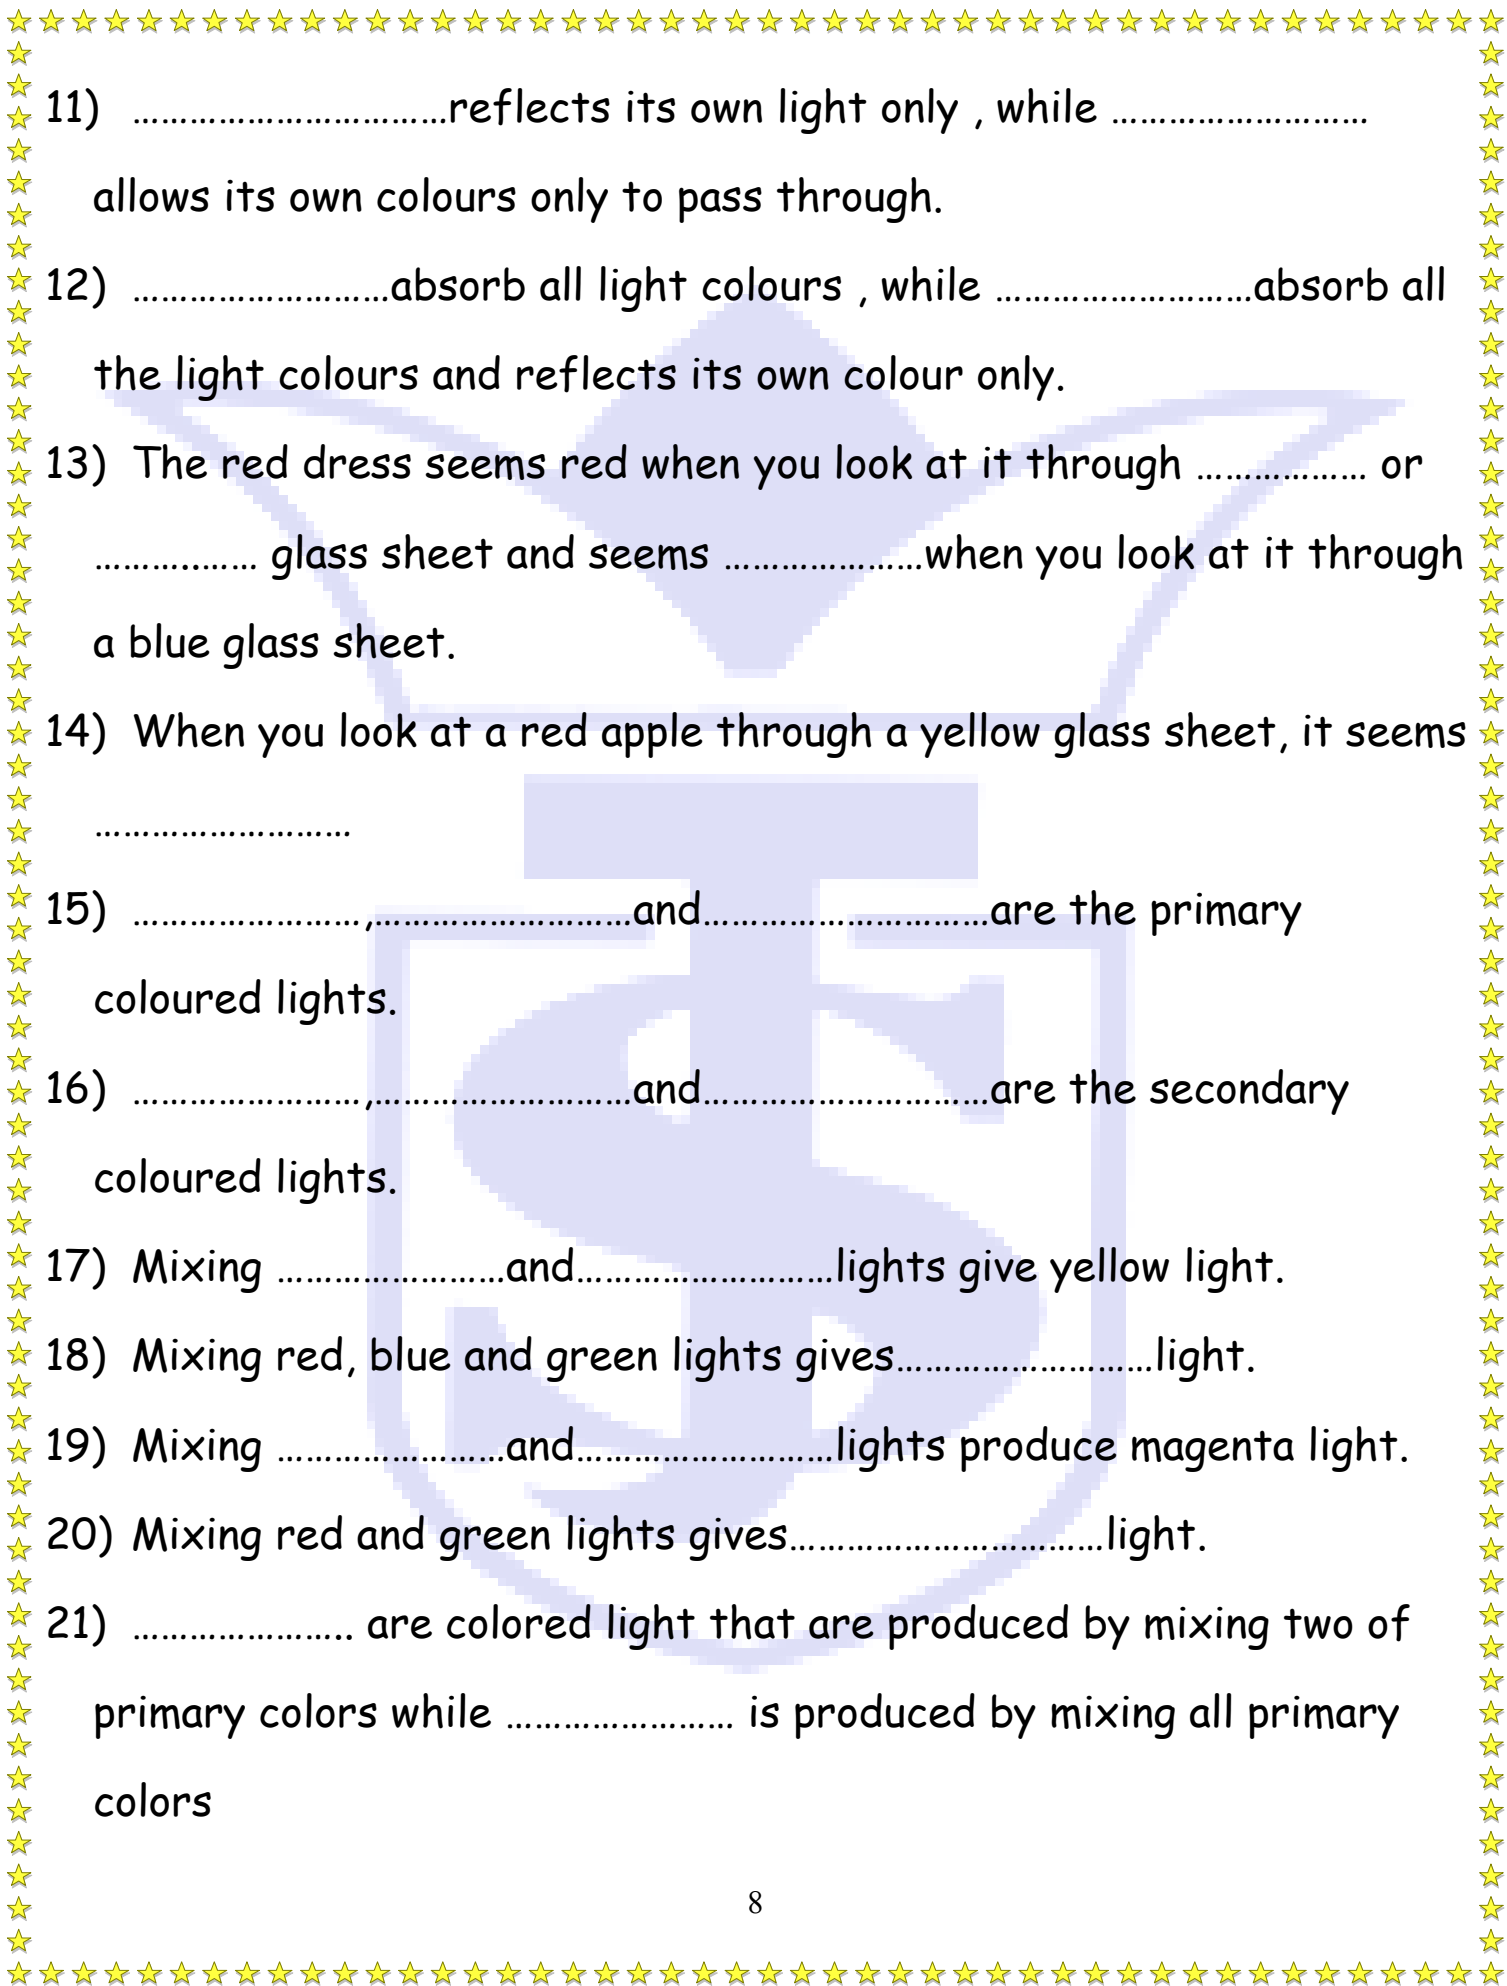 11) ……………………………reflects its own light only , while ………………………
allows its own colours only to pass through.
12) ………………………absorb all light colours , while ………………………absorb all
the light colours and reflects its own colour only.
13) The red dress seems red when you look at it through ……………… or
………..…… glass sheet and seems …………………when you look at it through
a blue glass sheet.
14) When you look at a red apple through a yellow glass sheet, it seems
………………………
15) ……………………,………………………and…………………………are the primary
coloured lights.
16) ……………………,………………………and…………………………are the secondary
coloured lights.
17) Mixing ……………………and………………………lights give yellow light.
18) Mixing red, blue and green lights gives………………………light.
19) Mixing ……………………and………………………lights produce magenta light.
20) Mixing red and green lights gives……………………………light.
21) ………………….. are colored light that are produced by mixing two of
primary colors while …………………… is produced by mixing all primary
colors
8